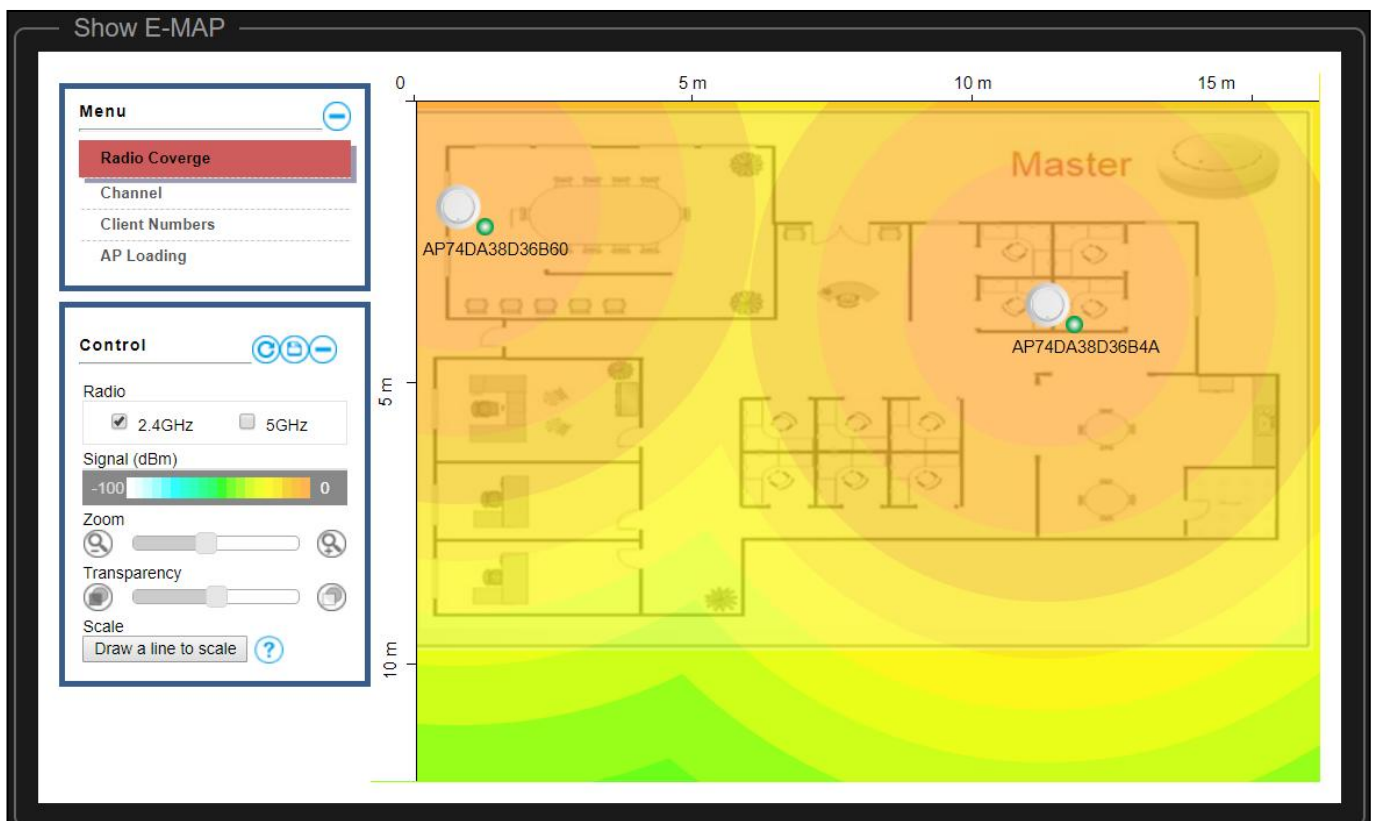 Show E-MAP
0 5 m 10 m 15 m
Menu
Radio Coverge
Channel
Client Numbers
AP Loading
Master
AP74DA38D36B60
AP74DA38D36B4A
Control
Radio
2.4GHz 5GHz
Signal (dBm)
-100 0
Zoom
Transparency
Scale
Draw a line to scale ?
5 m
10 m